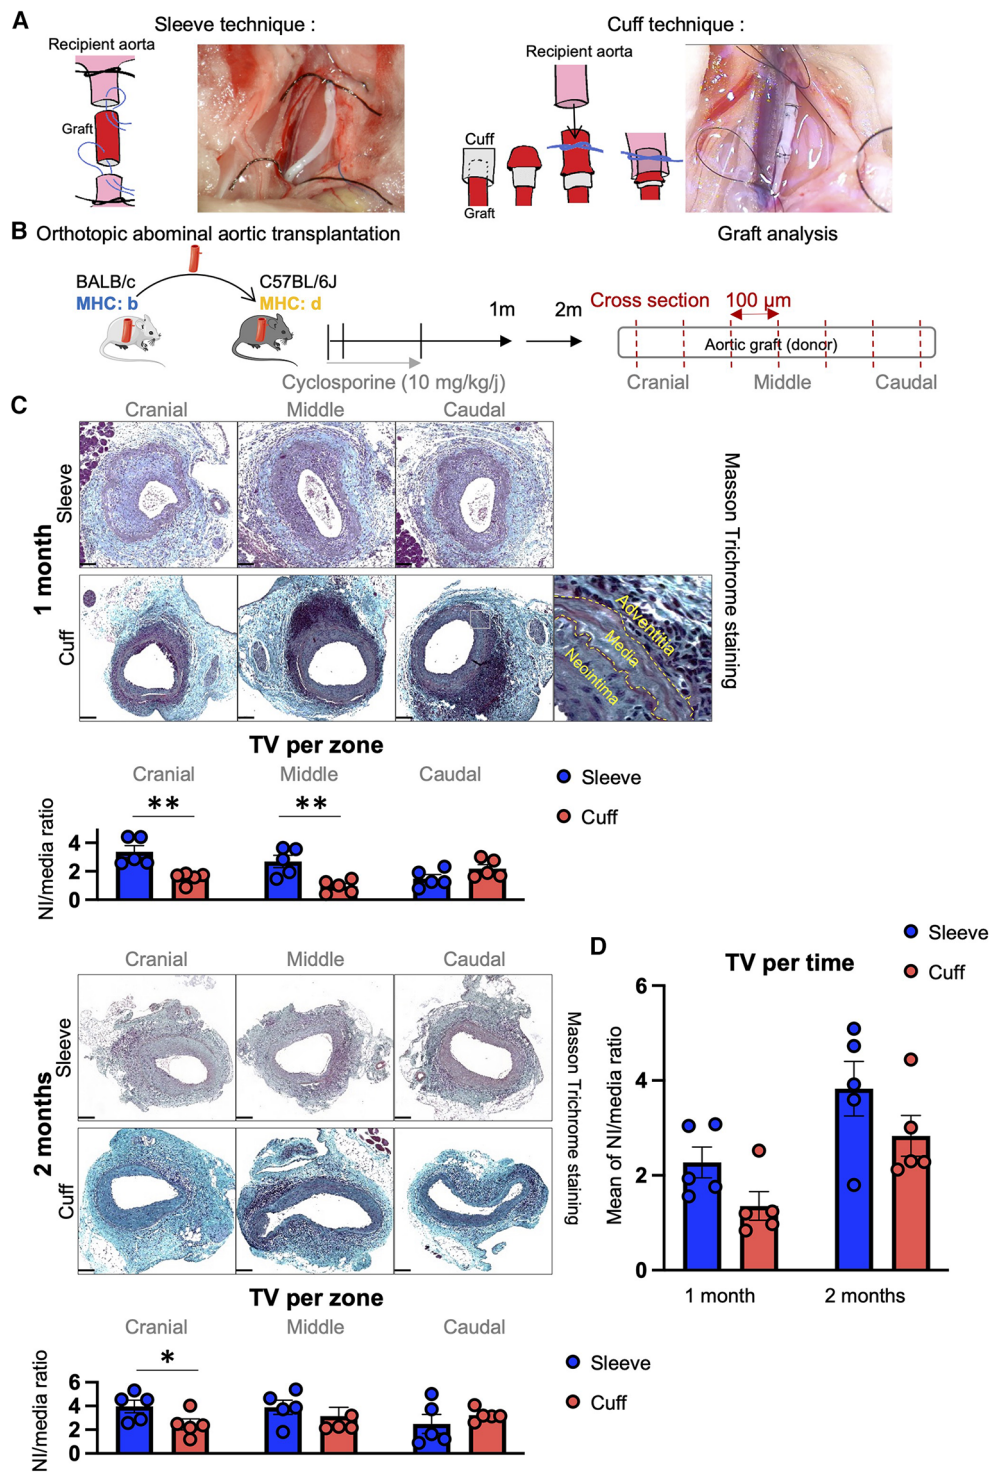 A
Sleeve technique :
Recipient aorta
Graft
Cuff technique :
Recipient aorta
Cuff
Graft
B
Orthotopic abominal aortic transplantation
BALB/c
MHC: b
C57BL/6J
MHC: d
1m
2m
Cyclosporine (10 mg/kg/j)
Graft analysis
Cross section
100 µm
Aortic graft (donor)
Cranial
Middle
Caudal
C
Cranial
Middle
Caudal
1 month
Sleeve
Cuff
Masson Trichrome staining
Adventitia
Media
Neointima
TV per zone
Cranial
Middle
Caudal
Sleeve
Cuff
NI/media ratio
4
2
0
**
**
Cranial
Middle
Caudal
2 months
Sleeve
Cuff
Masson Trichrome staining
TV per zone
Cranial
Middle
Caudal
Sleeve
Cuff
NI/media ratio
6
4
2
0
*
D
TV per time
Sleeve
Cuff
Mean of NI/media ratio
6
4
2
0
1 month
2 months